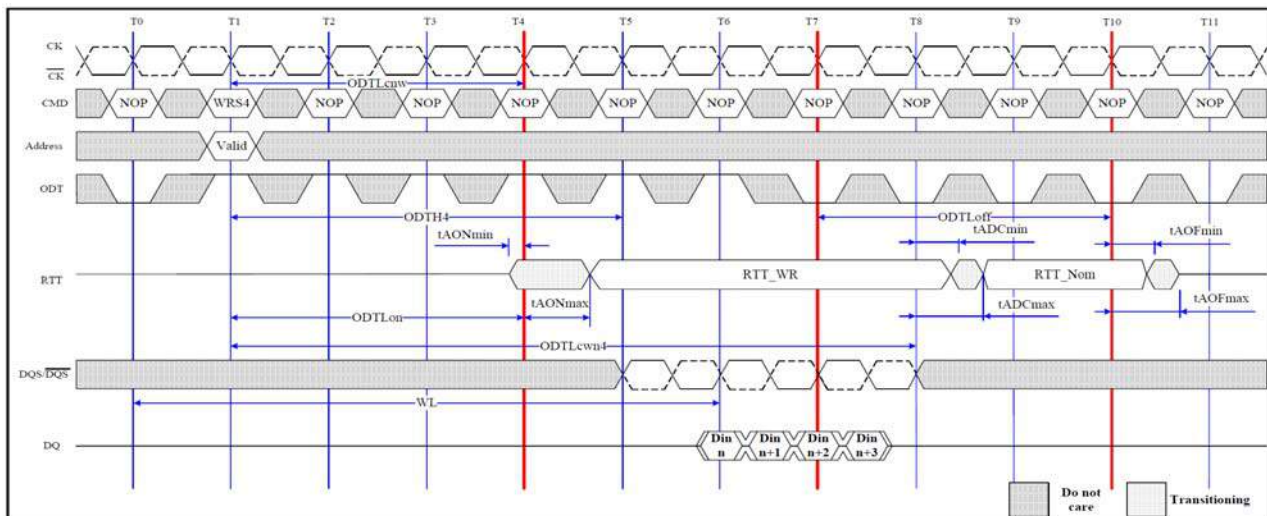 T0 T1 T2 T3 T4 T5 T6 T7 T8 T9 T10 T11
CK
CK
ODTLcnw
CMD NOP WRS4 NOP NOP NOP NOP NOP NOP NOP NOP NOP NOP
Address Valid
ODT
ODTH4 ODTLoff
tAONmin tADCmin tAOFmin
RTT RTT_WR RTT_Nom
tAONmax tADCmax tAOFmax
ODTLon
ODTLcwn4
DQS/DQS
WL
DQ Din n Din n+1 Din n+2 Din n+3
Do not care Transitioning